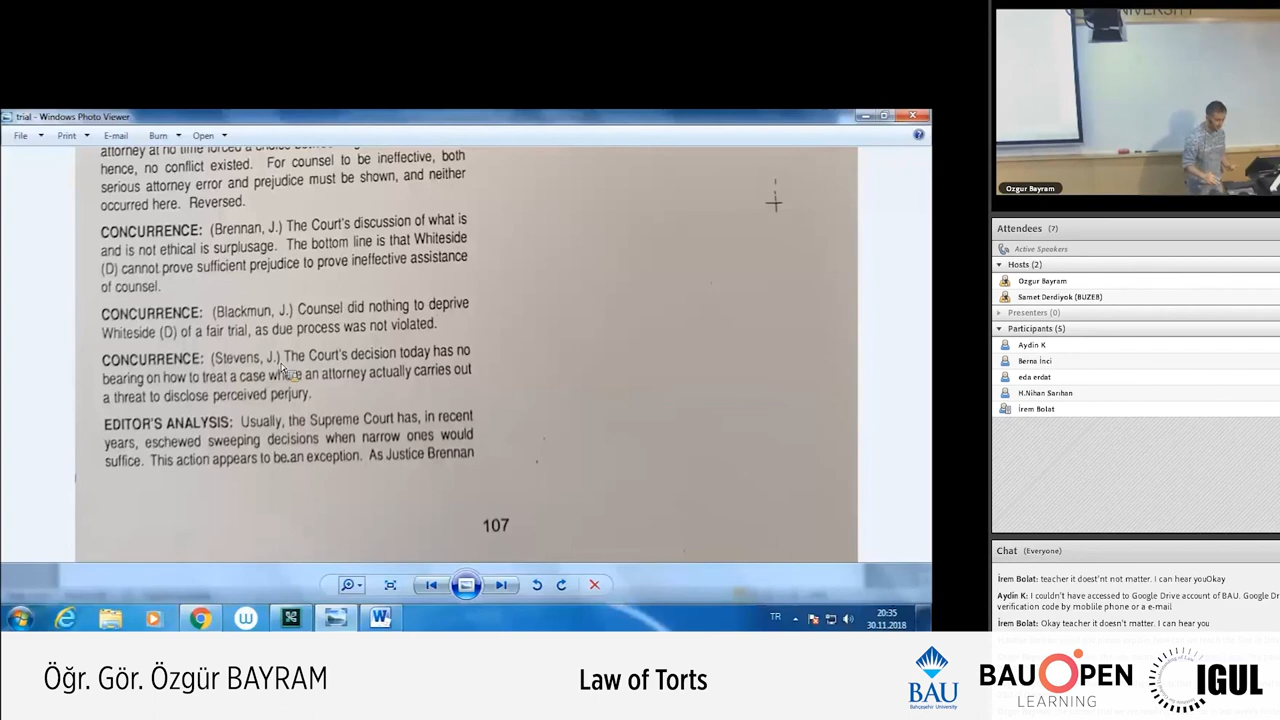 UNIVERSITY
trial - Windows Photo Viewer
File Print E-mail Burn Open
hence, no conflict existed. For counsel to be ineffective, both
serious attorney error and prejudice must be shown, and neither
occurred here. Reversed.
CONCURRENCE: (Brennan, J.) The Court's discussion of what is
and is not ethical is surplusage. The bottom line is that Whiteside
(D) cannot prove sufficient prejudice to prove ineffective assistance
of counsel.
CONCURRENCE: (Blackmun, J.) Counsel did nothing to deprive
Whiteside (D) of a fair trial, as due process was not violated.
CONCURRENCE: (Stevens, J.) The Court's decision today has no
bearing on how to treat a case where an attorney actually carries out
a threat to disclose perceived perjury.
EDITOR'S ANALYSIS: Usually, the Supreme Court has, in recent
years, eschewed sweeping decisions when narrow ones would
suffice. This action appears to be an exception. As Justice Brennan
107
TR
20:35
30.11.2018
Ozgur Bayram
Attendees (7)
Active Speakers
Hosts (2)
Ozgur Bayram
Samet Derdiyok (BUZEB)
Presenters (0)
Participants (5)
Aydin K
Berna İnci
eda erdat
H.Nihan Sarıhan
İrem Bolat
Chat (Everyone)
İrem Bolat: teacher it does'tnt not matter. I can hear youOkay
Aydin K: I couldn't have accessed to Google Drive account of BAU. Google Dr
verification code by moblile phone or a e-mail
İrem Bolat: Okay teacher it doesn't matter. I can hear you
Öğr. Gör. Özgür BAYRAM
Law of Torts
BAU
Bahçeşehir University
BAU OPEN
LEARNING
IGUL